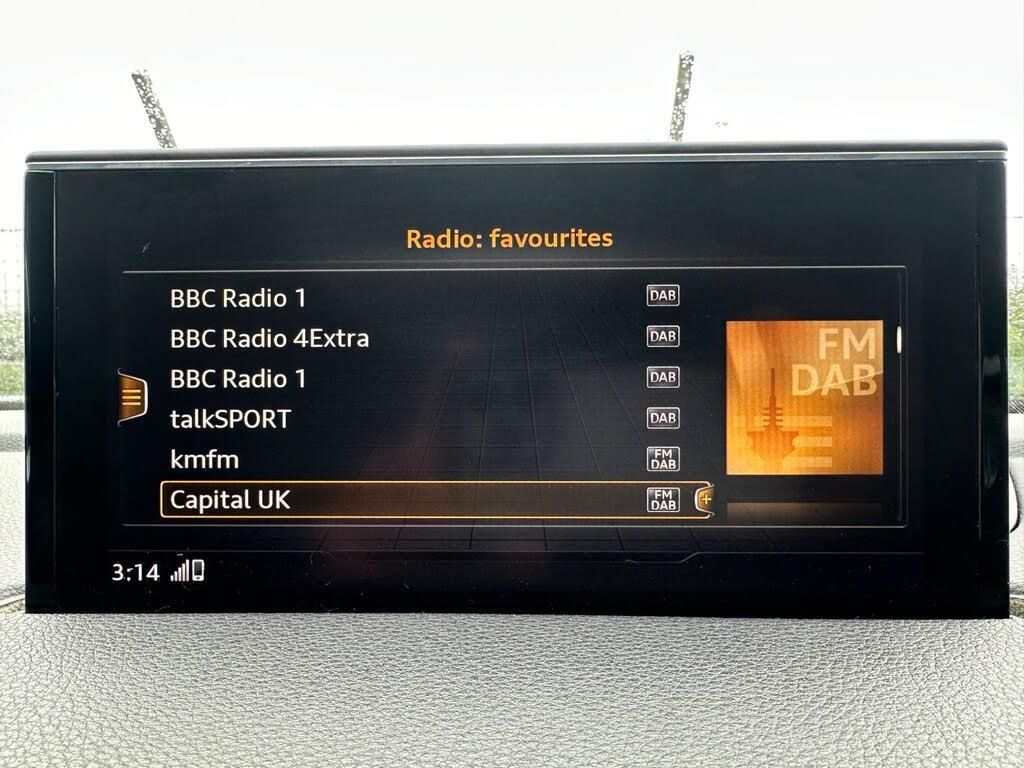 Radio: favourites
BBC Radio 1 DAB
BBC Radio 4Extra DAB
BBC Radio 1 DAB
talkSPORT DAB
kmfm FM DAB
Capital UK FM DAB +
FM
DAB
3:14